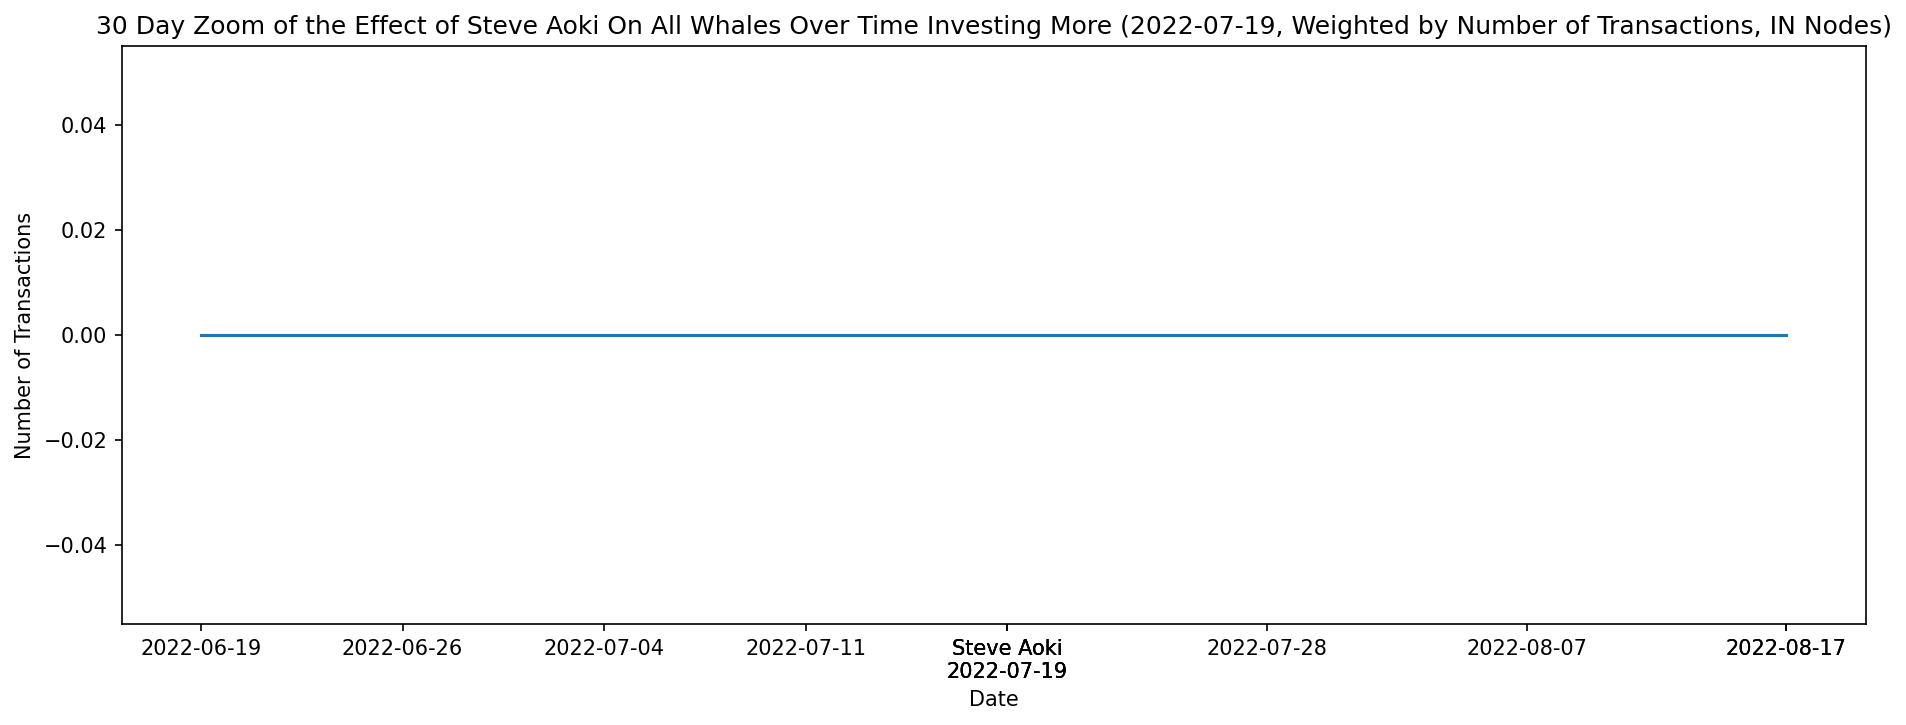 30 Day Zoom of the Effect of Steve Aoki On All Whales Over Time Investing More (2022-07-19, Weighted by Number of Transactions, IN Nodes)
Number of Transactions
0.04
0.02
0.00
−0.02
−0.04
2022-06-19 2022-06-26 2022-07-04 2022-07-11 Steve Aoki 2022-07-28 2022-08-07 2022-08-17
2022-07-19
Date